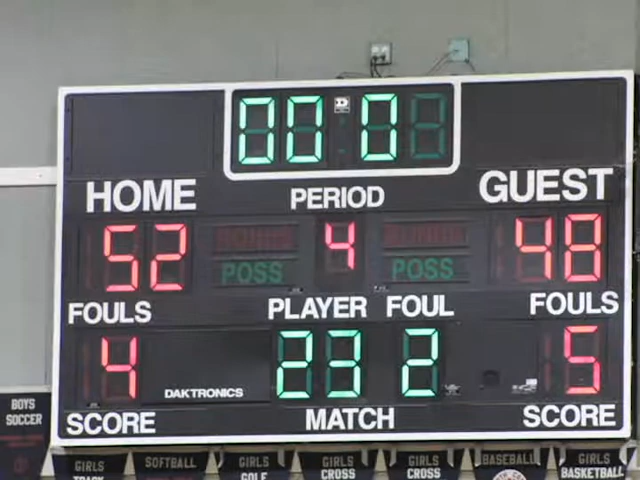 00 0
HOME PERIOD GUEST
52 4 48
POSS POSS
FOULS PLAYER FOUL FOULS
4 23 2 5
DAKTRONICS
SCORE MATCH SCORE
BOYS
SOCCER
GIRLS
TRACK
SOFTBALL
GIRLS
GOLF
GIRLS
CROSS
GIRLS
CROSS
BASEBALL
GIRLS
BASKETBALL